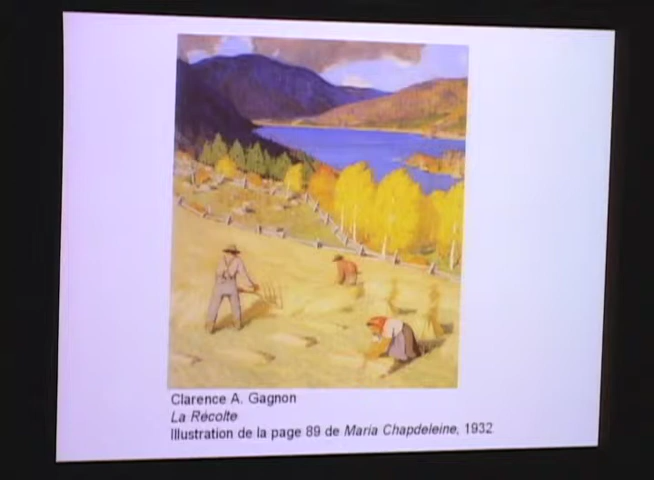 Clarence A. Gagnon
La Récolte
Illustration de la page 89 de Maria Chapdeleine, 1932